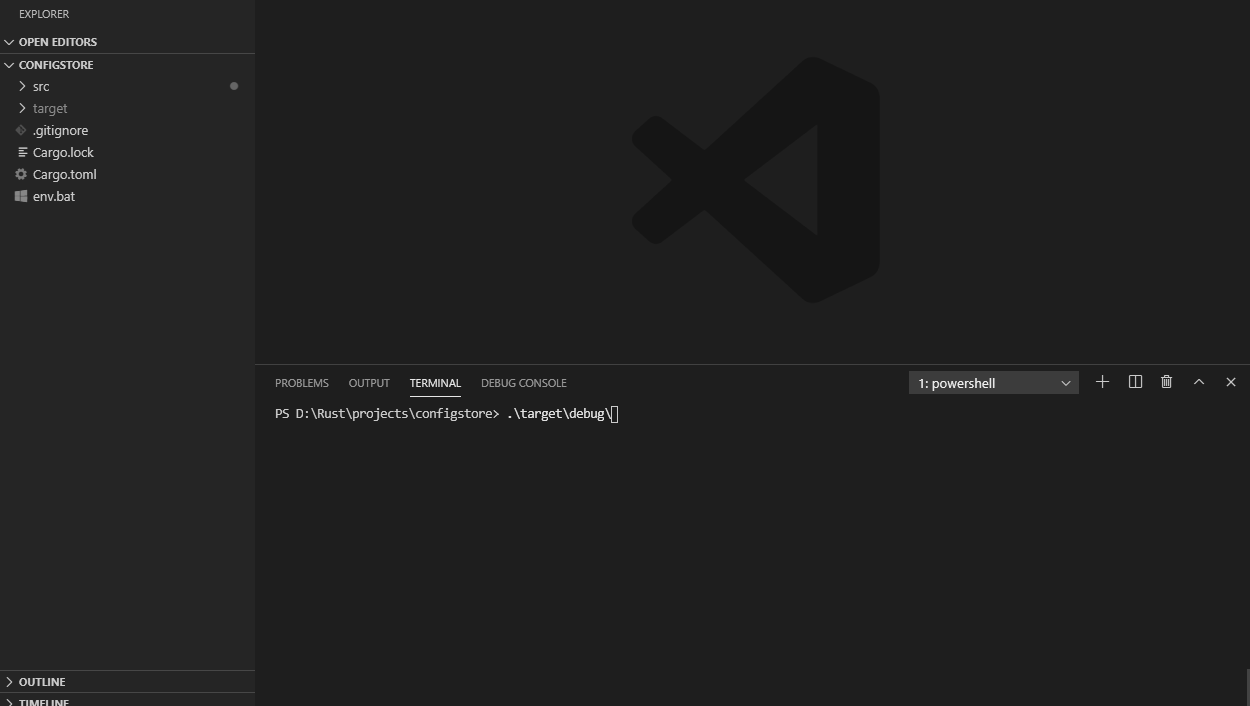 EXPLORER
OPEN EDITORS
CONFIGSTORE
src
target
.gitignore
Cargo.lock
Cargo.toml
env.bat
OUTLINE
TIMELINE
PROBLEMS OUTPUT TERMINAL DEBUG CONSOLE 1: powershell
PS D:\Rust\projects\configstore> .\target\debug\